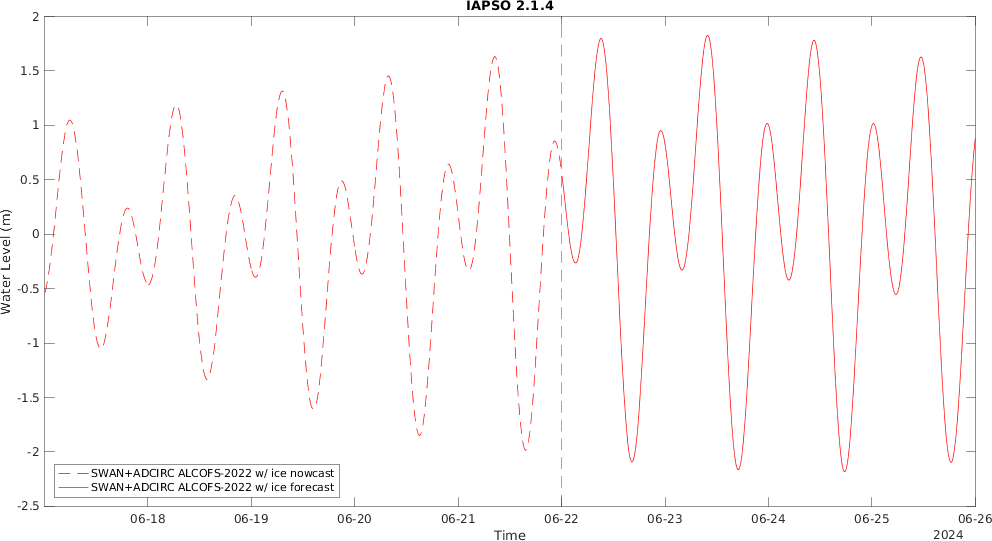 IAPSO 2.1.4
2
1.5
1
0.5
0
-0.5
-1
-1.5
-2
-2.5
Water Level (m)
SWAN+ADCIRC ALCOFS-2022 w/ ice nowcast
SWAN+ADCIRC ALCOFS-2022 w/ ice forecast
06-18 06-19 06-20 06-21 06-22 06-23 06-24 06-25 06-26
Time
2024